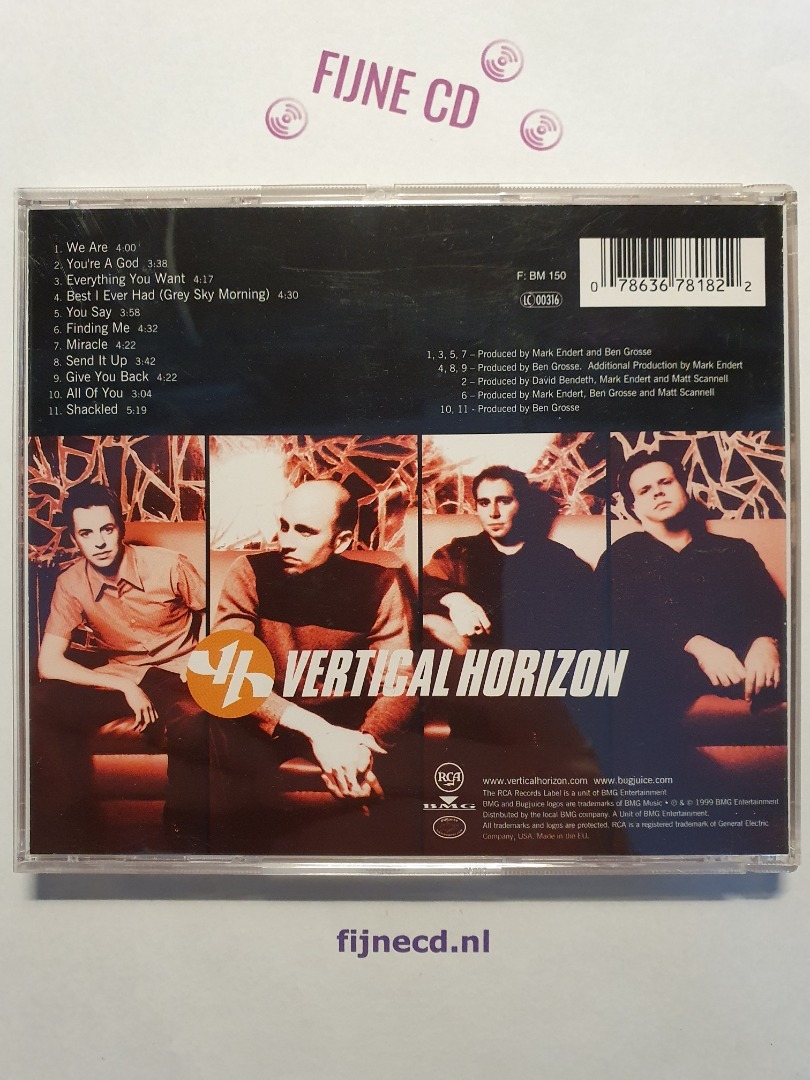 FIJNE CD
1. We Are 4:00
2. You're A God 3:38
3. Everything You Want 4:17
4. Best I Ever Had (Grey Sky Morning) 4:30
5. You Say 3:58
6. Finding Me 4:32
7. Miracle 4:22
8. Send It Up 3:42
9. Give You Back 4:22
10. All Of You 3:04
11. Shackled 5:19
F: BM 150
LC 00316
0 78636 78182 2
1, 3, 5, 7 – Produced by Mark Endert and Ben Grosse
4, 8, 9 – Produced by Ben Grosse. Additional Production by Mark Endert
2 – Produced by David Bendeth, Mark Endert and Matt Scannell
6 – Produced by Mark Endert, Ben Grosse and Matt Scannell
10, 11 - Produced by Ben Grosse
VERTICAL HORIZON
RCA
BMG
www.verticalhorizon.com www.bugjuice.com
The RCA Records Label is a unit of BMG Entertainment
BMG and Bugjuice logos are trademarks of BMG Music • ℗ & © 1999 BMG Entertainment
Distributed by the local BMG company. A Unit of BMG Entertainment.
All trademarks and logos are protected. RCA is a registered trademark of General Electric
Company, USA. Made in the EU.
fijnecd.nl